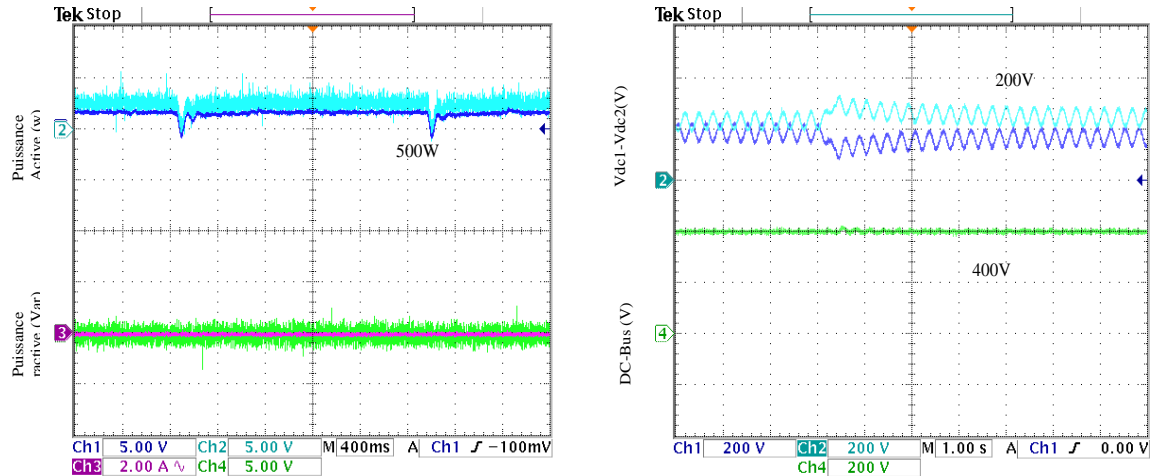 Tek Stop
Puissance
Active (w)
2
500W
Puissance
ractive (Var)
3
Ch1 5.00 V Ch2 5.00 V M 400ms A Ch1 ƒ -100mV
Ch3 2.00 A ∿ Ch4 5.00 V
Tek Stop
Vdc1-Vdc2(V)
200V
2
DC-Bus (V)
400V
4
Ch1 200 V Ch2 200 V M 1.00 s A Ch1 ƒ 0.00 V
Ch4 200 V